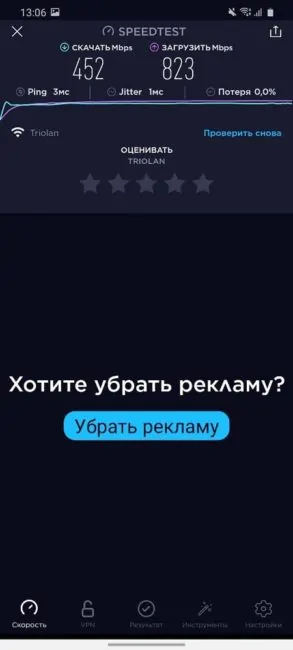 13:06
SPEEDTEST
СКАЧАТЬ Mbps ЗАГРУЗИТЬ Mbps
452 823
Ping 3мс Jitter 1мс Потеря 0,0%
Triolan Проверить снова
ОЦЕНИВАТЬ
TRIOLAN
Хотите убрать рекламу?
Убрать рекламу
Скорость VPN Результат Инструменты Настройки